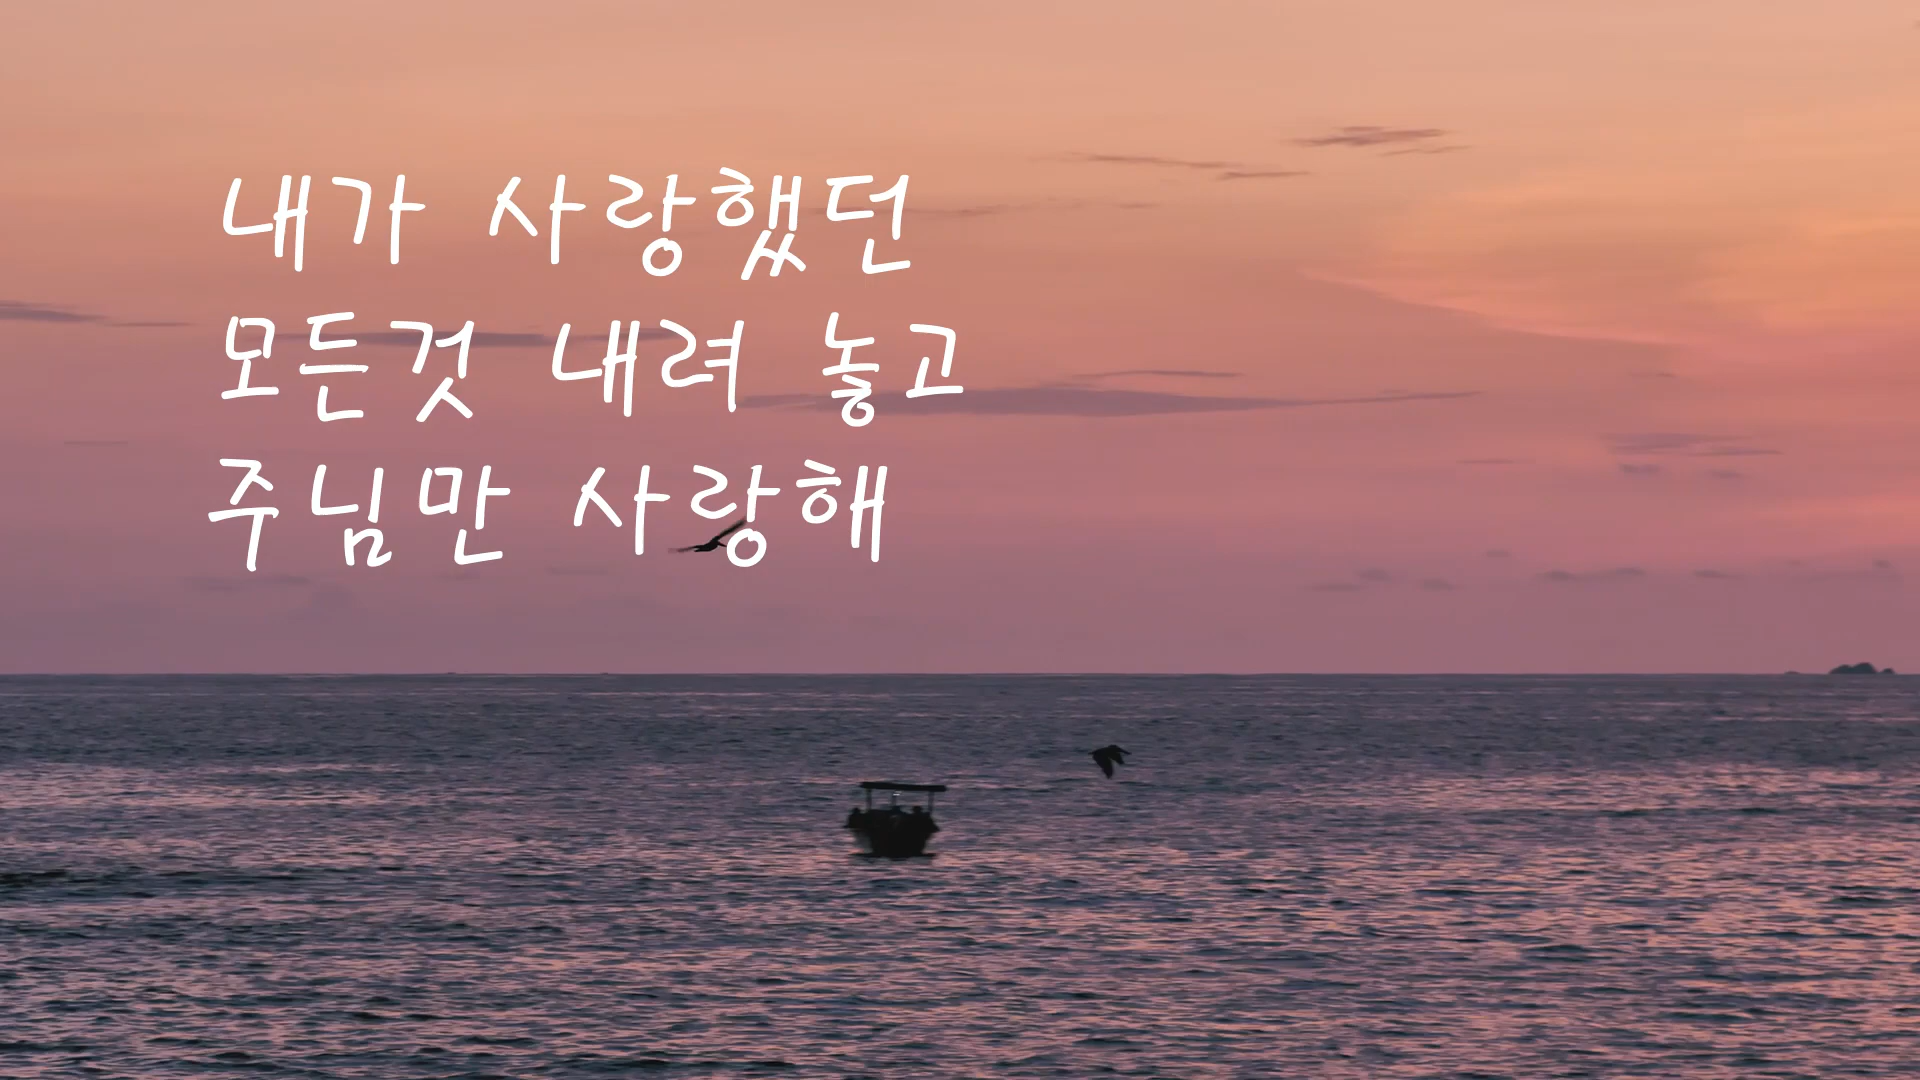 내가 사랑했던
모든것 내려 놓고
주님만 사랑해